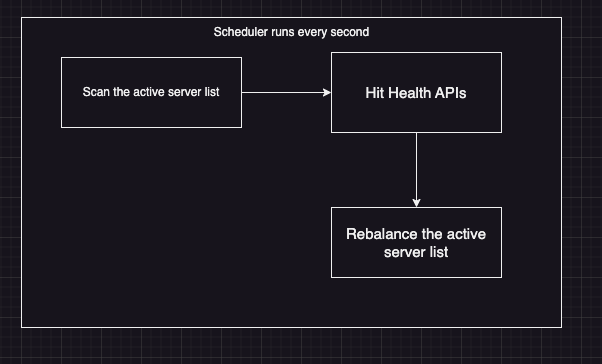 Scheduler runs every second
Scan the active server list
Hit Health APIs
Rebalance the active
server list